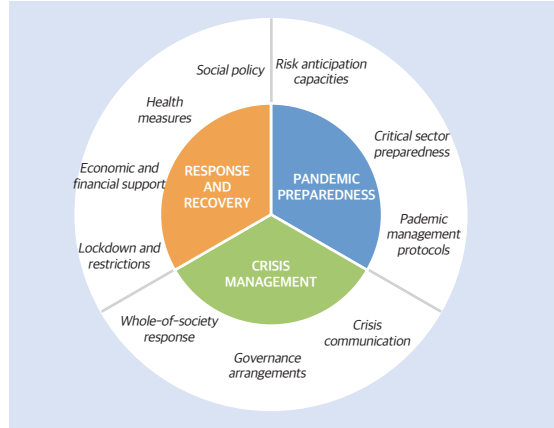 Social policy
Risk anticipation
capacities
Health
measures
Critical sector
preparedness
Economic and
financial support
RESPONSE
AND
RECOVERY
PANDEMIC
PREPAREDNESS
Pademic
management
protocols
Lockdown and
restrictions
CRISIS
MANAGEMENT
Whole-of-society
response
Crisis
communication
Governance
arrangements